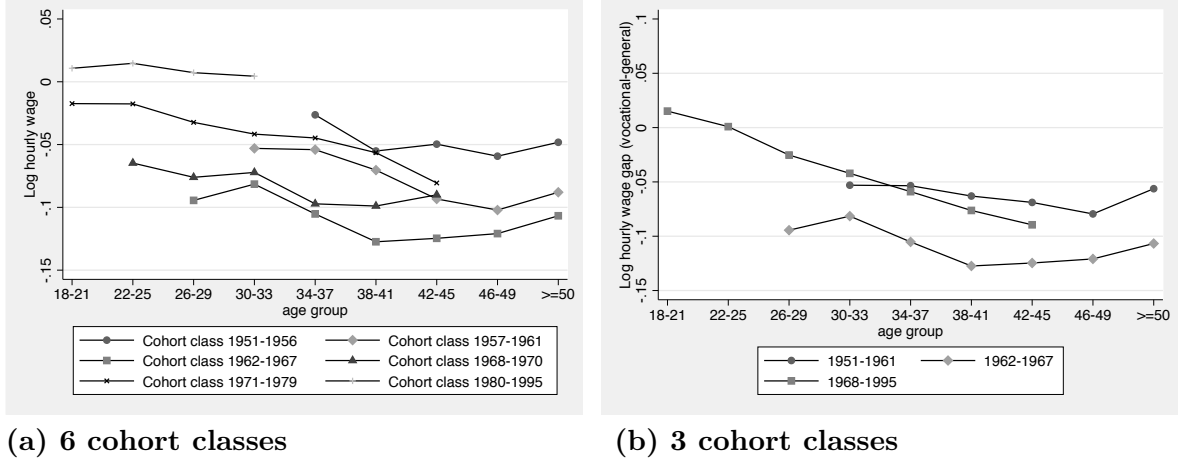 Log hourly wage
.05
0
-.05
-.1
-.15
18-21 22-25 26-29 30-33 34-37 38-41 42-45 46-49 >=50
age group
Cohort class 1951-1956 Cohort class 1957-1961
Cohort class 1962-1967 Cohort class 1968-1970
Cohort class 1971-1979 Cohort class 1980-1995
(a) 6 cohort classes
Log hourly wage gap (vocational-general)
.1
.05
0
-.05
-.1
-.15
18-21 22-25 26-29 30-33 34-37 38-41 42-45 46-49 >=50
age group
1951-1961 1962-1967
1968-1995
(b) 3 cohort classes